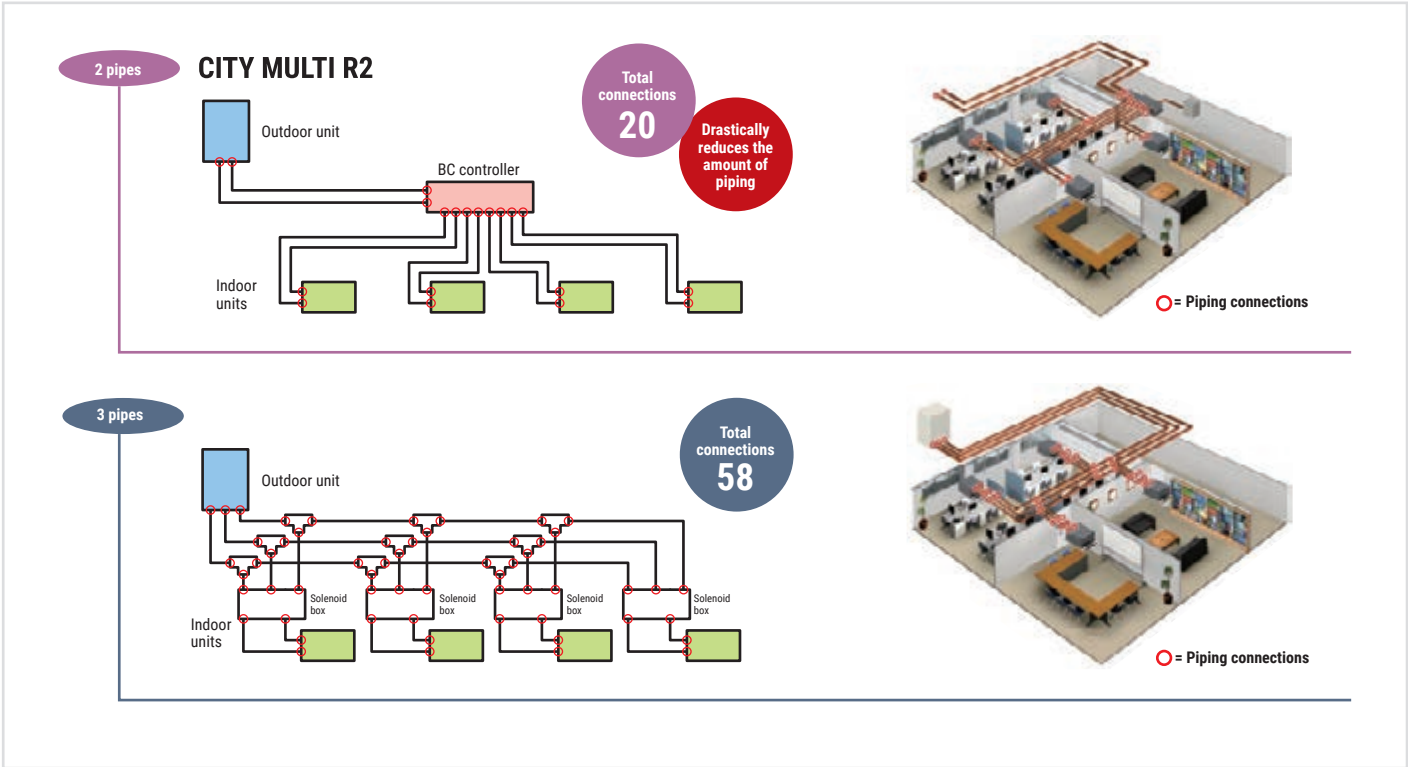 2 pipes
CITY MULTI R2
Total
connections
20
Drastically
reduces the
amount of
piping
Outdoor unit
BC controller
Indoor
units
= Piping connections
3 pipes
Total
connections
58
Outdoor unit
Solenoid
box
Solenoid
box
Solenoid
box
Solenoid
box
Indoor
units
= Piping connections